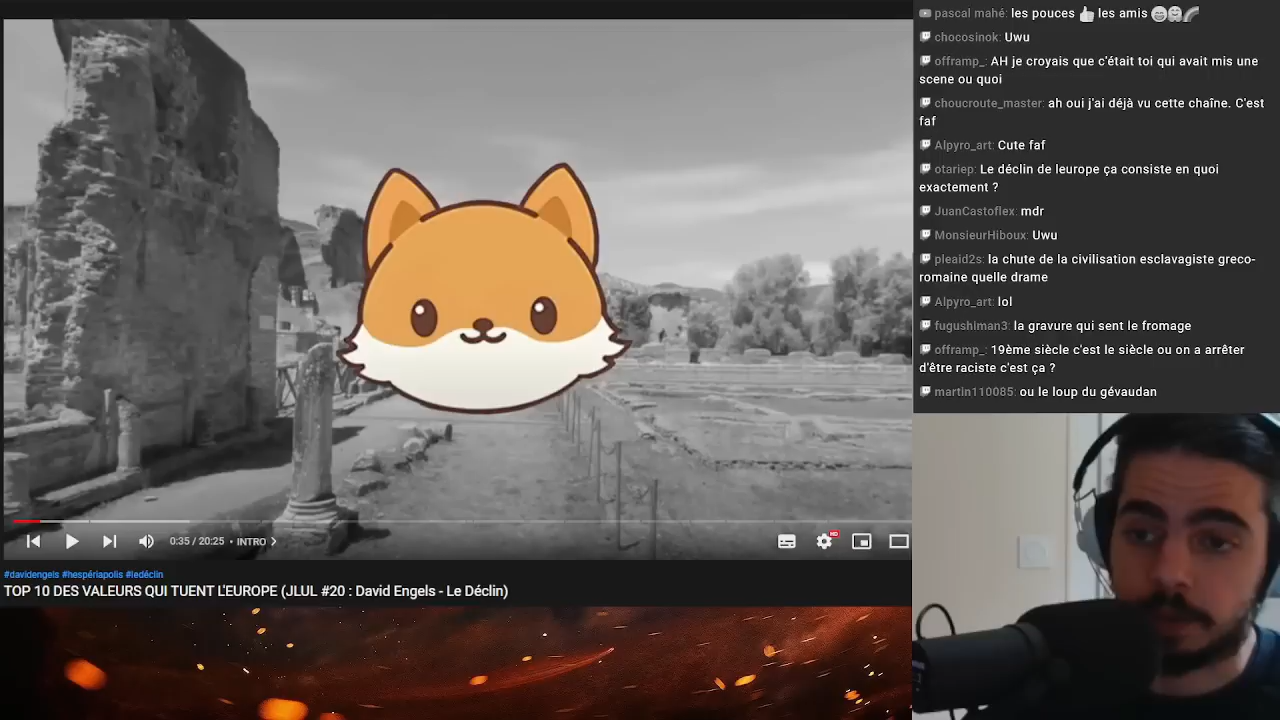 pascal mahé: les pouces 👍 les amis 😁😊🌈
chocosinok: Uwu
offramp_: AH je croyais que c'était toi qui avait mis une
scene ou quoi
choucroute_master: ah oui j'ai déjà vu cette chaîne. C'est
faf
Alpyro_art: Cute faf
otariep: Le déclin de leurope ça consiste en quoi
exactement ?
JuanCastoflex: mdr
MonsieurHiboux: Uwu
pleaid2s: la chute de la civilisation esclavagiste greco-
romaine quelle drame
Alpyro_art: lol
fugushiman3: la gravure qui sent le fromage
offramp_: 19ème siècle c'est le siècle ou on a arrêter
d'être raciste c'est ça ?
martin110085: ou le loup du gévaudan
0:35 / 20:25 • INTRO
HD
#davidengels #hespériapolis #ledéclin
TOP 10 DES VALEURS QUI TUENT L'EUROPE (JLUL #20 : David Engels - Le Déclin)